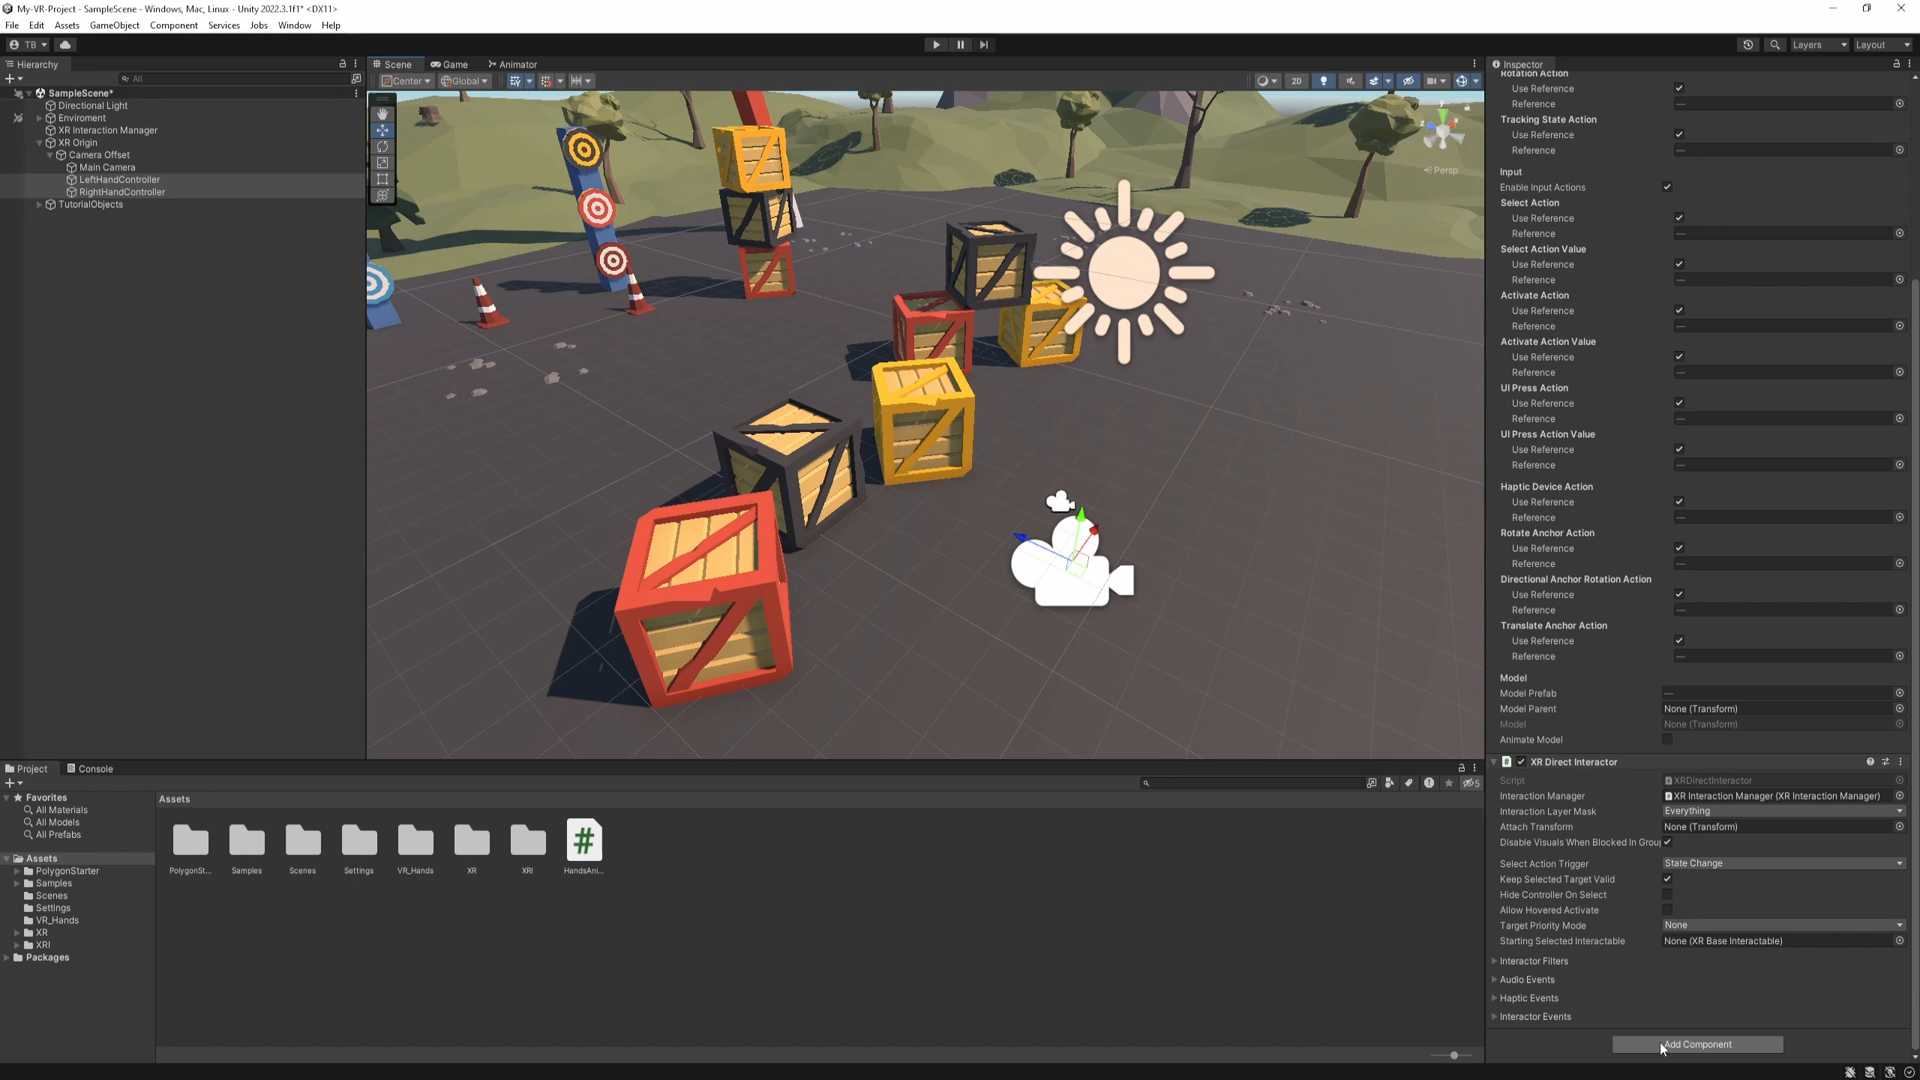 My-VR-Project - SampleScene - Windows, Mac, Linux - Unity 2022.3.1f1* <DX11>
File Edit Assets GameObject Component Services Jobs Window Help
TB
Layers Layout
Hierarchy
All
SampleScene*
Directional Light
Enviroment
XR Interaction Manager
XR Origin
Camera Offset
Main Camera
LeftHandController
RightHandController
TutorialObjects
Scene Game Animator
Center Global
2D
y
z
Persp
Inspector
Rotation Action
Use Reference
Reference —
Tracking State Action
Use Reference
Reference —
Input
Enable Input Actions
Select Action
Use Reference
Reference —
Select Action Value
Use Reference
Reference —
Activate Action
Use Reference
Reference —
Activate Action Value
Use Reference
Reference —
UI Press Action
Use Reference
Reference —
UI Press Action Value
Use Reference
Reference —
Haptic Device Action
Use Reference
Reference —
Rotate Anchor Action
Use Reference
Reference —
Directional Anchor Rotation Action
Use Reference
Reference —
Translate Anchor Action
Use Reference
Reference —
Model
Model Prefab —
Model Parent None (Transform)
Model None (Transform)
Animate Model
# XR Direct Interactor
Script XRDirectInteractor
Interaction Manager XR Interaction Manager (XR Interaction Manager)
Interaction Layer Mask Everything
Attach Transform None (Transform)
Disable Visuals When Blocked In Group
Select Action Trigger State Change
Keep Selected Target Valid
Hide Controller On Select
Allow Hovered Activate
Target Priority Mode None
Starting Selected Interactable None (XR Base Interactable)
Interactor Filters
Audio Events
Haptic Events
Interactor Events
Add Component
Project Console
5
Favorites
All Materials
All Models
All Prefabs
Assets
PolygonStarter
Samples
Scenes
Settings
VR_Hands
XR
XRI
Packages
Assets
#
PolygonSt... Samples Scenes Settings VR_Hands XR XRI HandsAni...